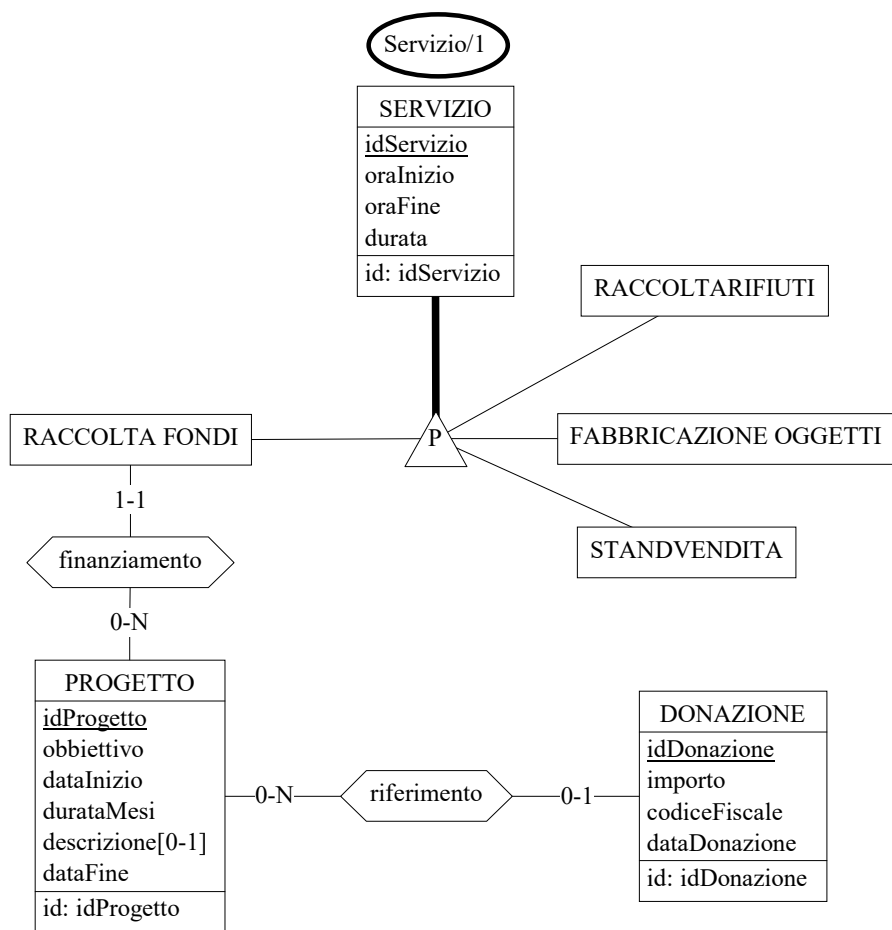 Servizio/1
SERVIZIO
idServizio
oraInizio
oraFine
durata
id: idServizio
RACCOLTARIFIUTI
RACCOLTA FONDI
P
FABBRICAZIONE OGGETTI
STANDVENDITA
1-1
finanziamento
0-N
PROGETTO
idProgetto
obbiettivo
dataInizio
durataMesi
descrizione[0-1]
dataFine
id: idProgetto
0-N
riferimento
0-1
DONAZIONE
idDonazione
importo
codiceFiscale
dataDonazione
id: idDonazione